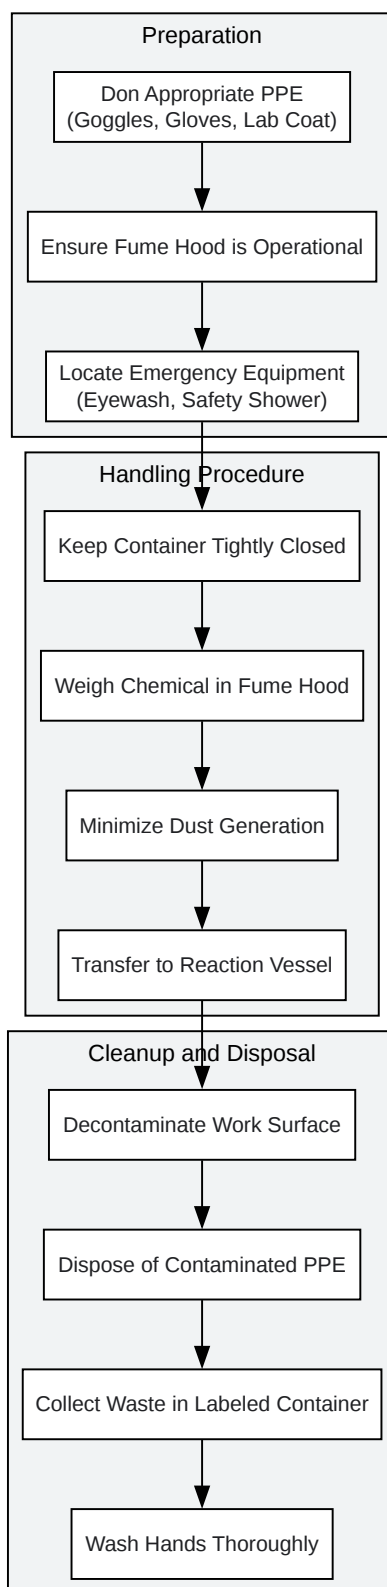 Preparation
Don Appropriate PPE
(Goggles, Gloves, Lab Coat)
Ensure Fume Hood is Operational
Locate Emergency Equipment
(Eyewash, Safety Shower)
Handling Procedure
Keep Container Tightly Closed
Weigh Chemical in Fume Hood
Minimize Dust Generation
Transfer to Reaction Vessel
Cleanup and Disposal
Decontaminate Work Surface
Dispose of Contaminated PPE
Collect Waste in Labeled Container
Wash Hands Thoroughly